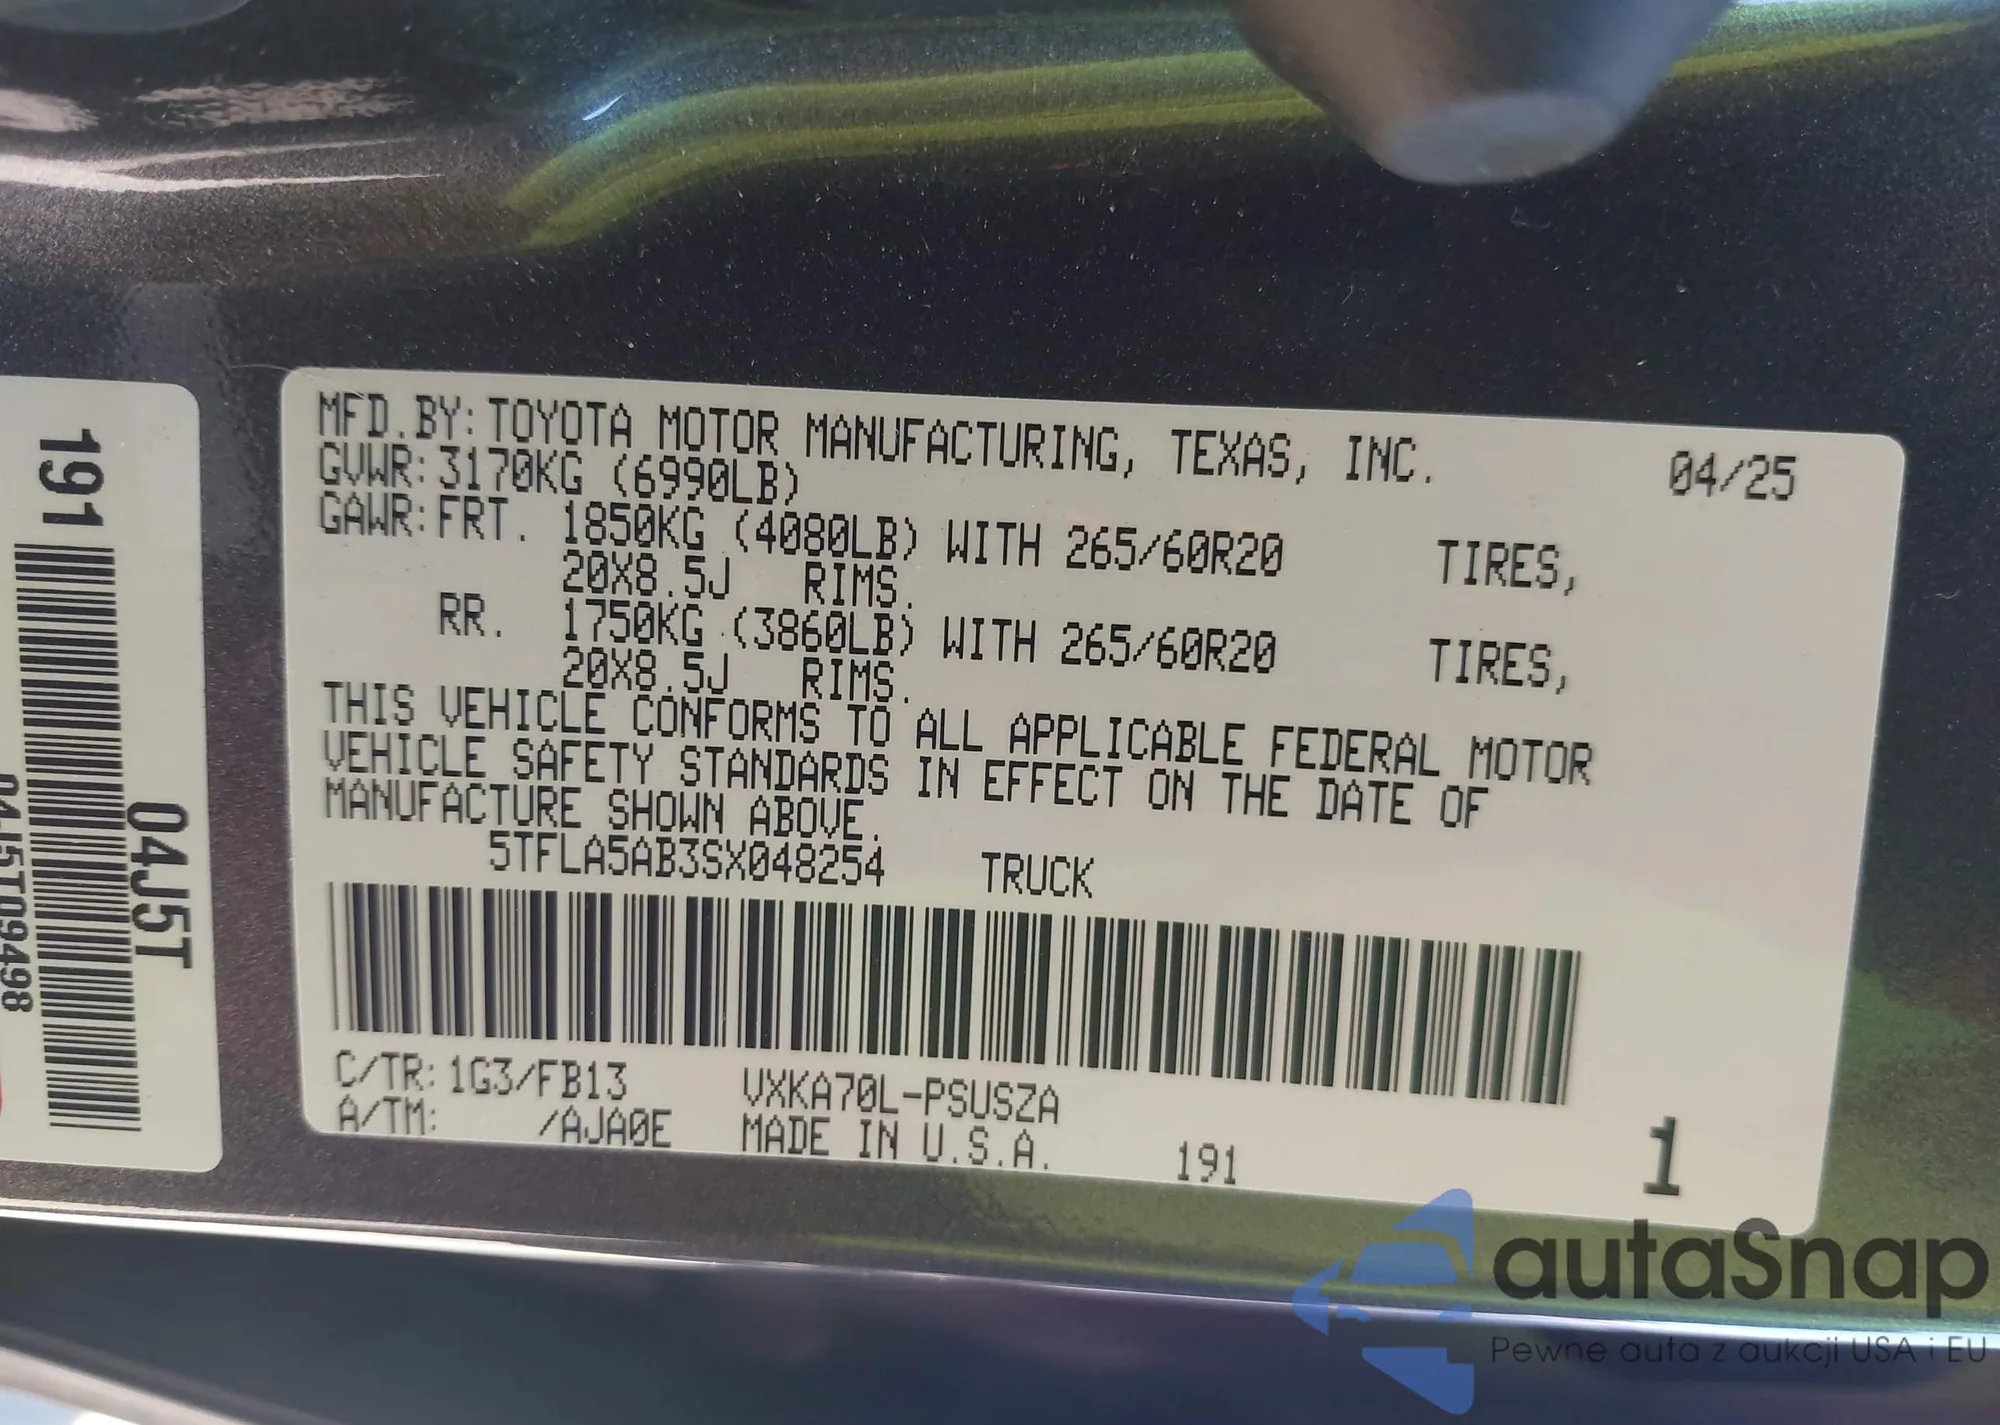 191
04J5T
04J5T09498
MFD.BY: TOYOTA MOTOR MANUFACTURING, TEXAS, INC. 04/25
GVWR: 3170KG (6990LB)
GAWR: FRT. 1850KG (4080LB) WITH 265/60R20 TIRES,
20X8.5J RIMS.
RR. 1750KG (3860LB) WITH 265/60R20 TIRES,
20X8.5J RIMS.
THIS VEHICLE CONFORMS TO ALL APPLICABLE FEDERAL MOTOR
VEHICLE SAFETY STANDARDS IN EFFECT ON THE DATE OF
MANUFACTURE SHOWN ABOVE.
5TFLA5AB3SX048254 TRUCK
C/TR: 1G3/FB13 VXKA70L-PSUSZA
A/TM: /AJA0E MADE IN U.S.A. 191 1
autaSnap
Pewne auta z aukcji USA i EU